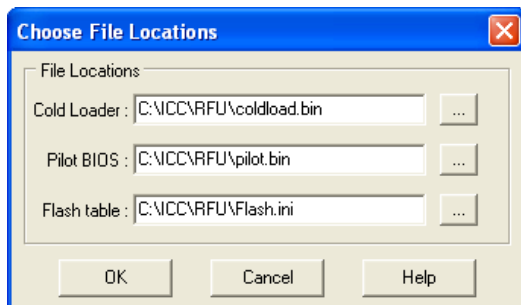 Choose File Locations
File Locations
Cold Loader : C:\ICC\RFU\coldload.bin ...
Pilot BIOS : C:\ICC\RFU\pilot.bin ...
Flash table : C:\ICC\RFU\Flash.ini ...
OK Cancel Help